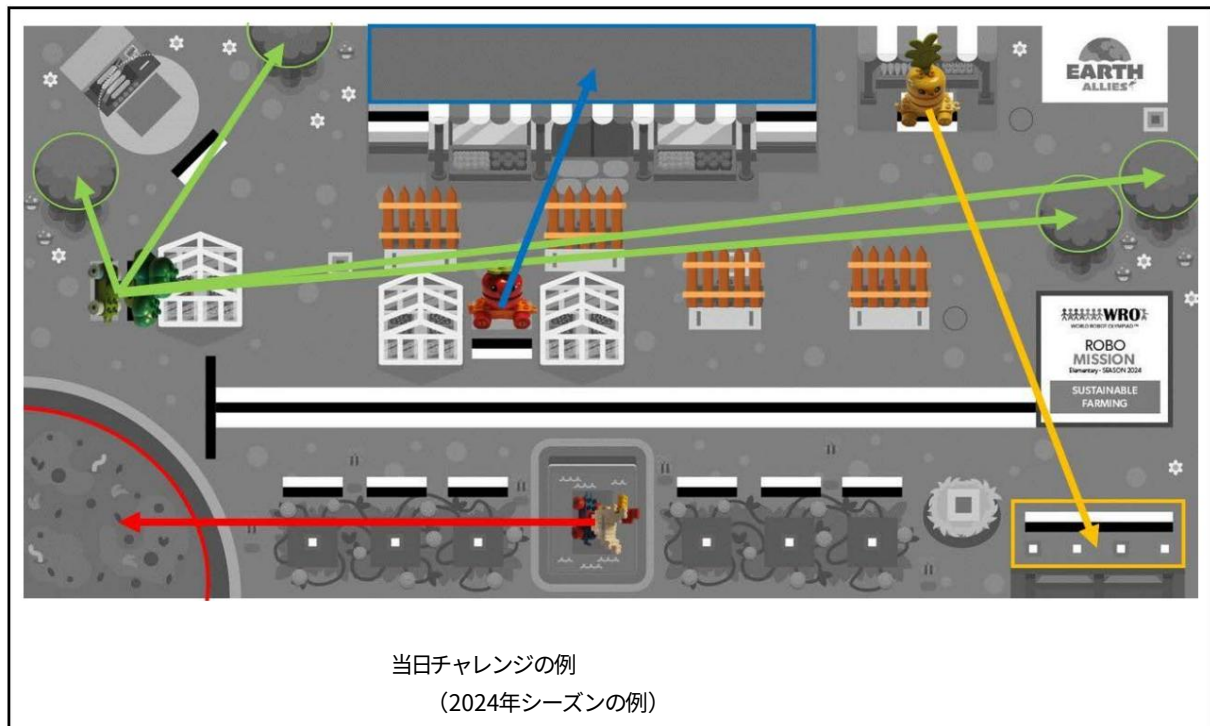 EARTH
ALLIES
WRO
WORLD ROBOT OLYMPIAD™
ROBO
MISSION
Elementary - SEASON 2024
SUSTAINABLE
FARMING
当日チャレンジの例
（2024年シーズンの例）